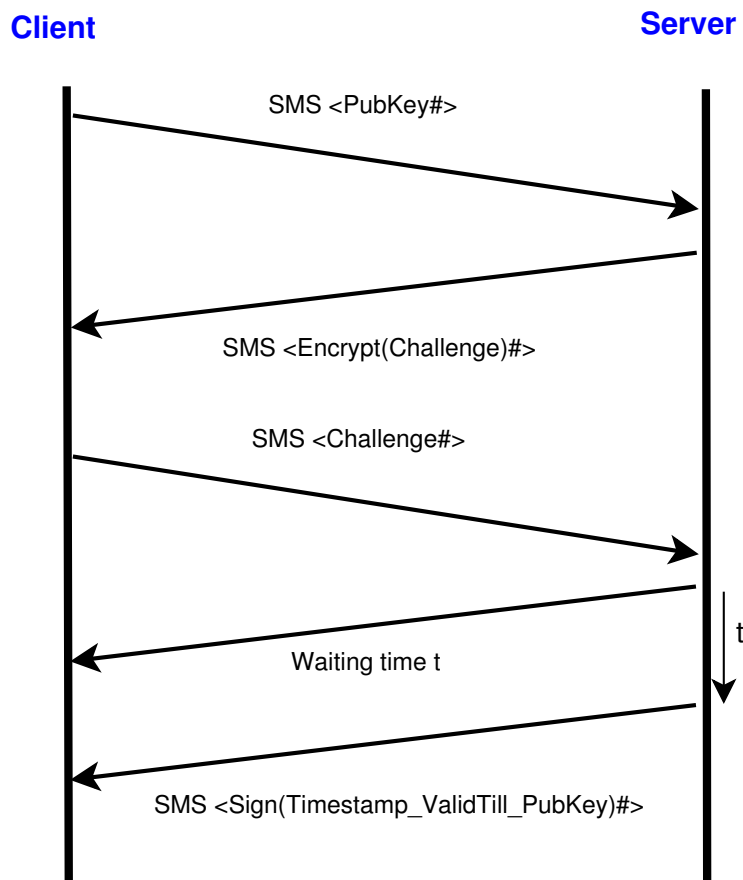 Client
Server
SMS <PubKey#>
SMS <Encrypt(Challenge)#>
SMS <Challenge#>
t
Waiting time t
SMS <Sign(Timestamp_ValidTill_PubKey)#>